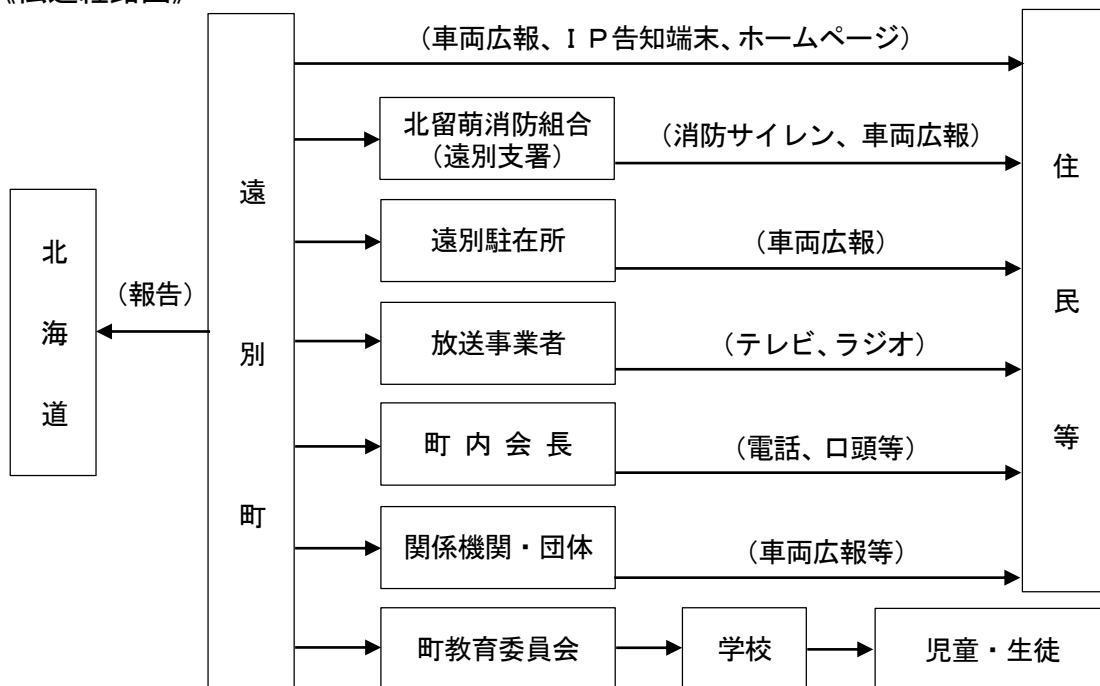 (車両広報、ＩＰ告知端末、ホームページ)
北留萌消防組合
(遠別支署)
(消防サイレン、車両広報)
遠別駐在所
(車両広報)
北海道
(報告)
遠別町
放送事業者
(テレビ、ラジオ)
住民等
町内会長
(電話、口頭等)
関係機関・団体
(車両広報等)
町教育委員会
学校
児童・生徒